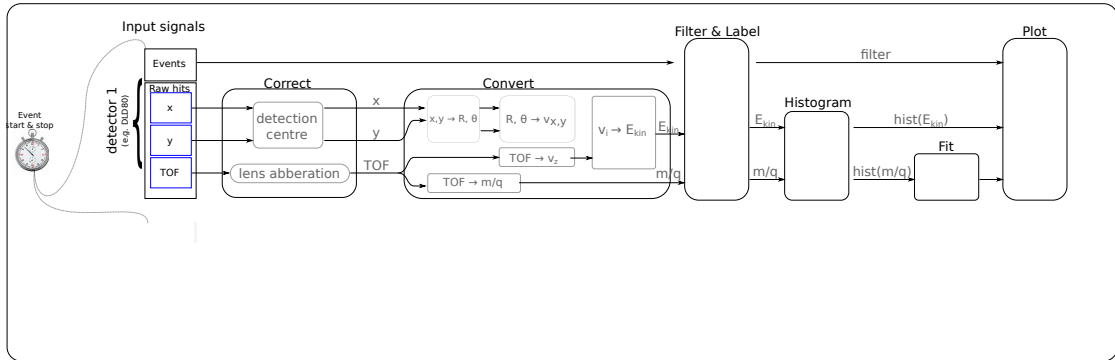 Input signals
Filter & Label
Plot
Events
filter
detector 1
(e.g. DLD80)
Raw hits
Correct
Convert
x
x
x,y → R, θ
R, θ → vx,y
vi → Ekin
Ekin
Ekin
Histogram
hist(Ekin)
Event
start & stop
detection
centre
y
y
Fit
TOF
lens abberation
TOF
TOF → vz
TOF → m/q
m/q
m/q
hist(m/q)